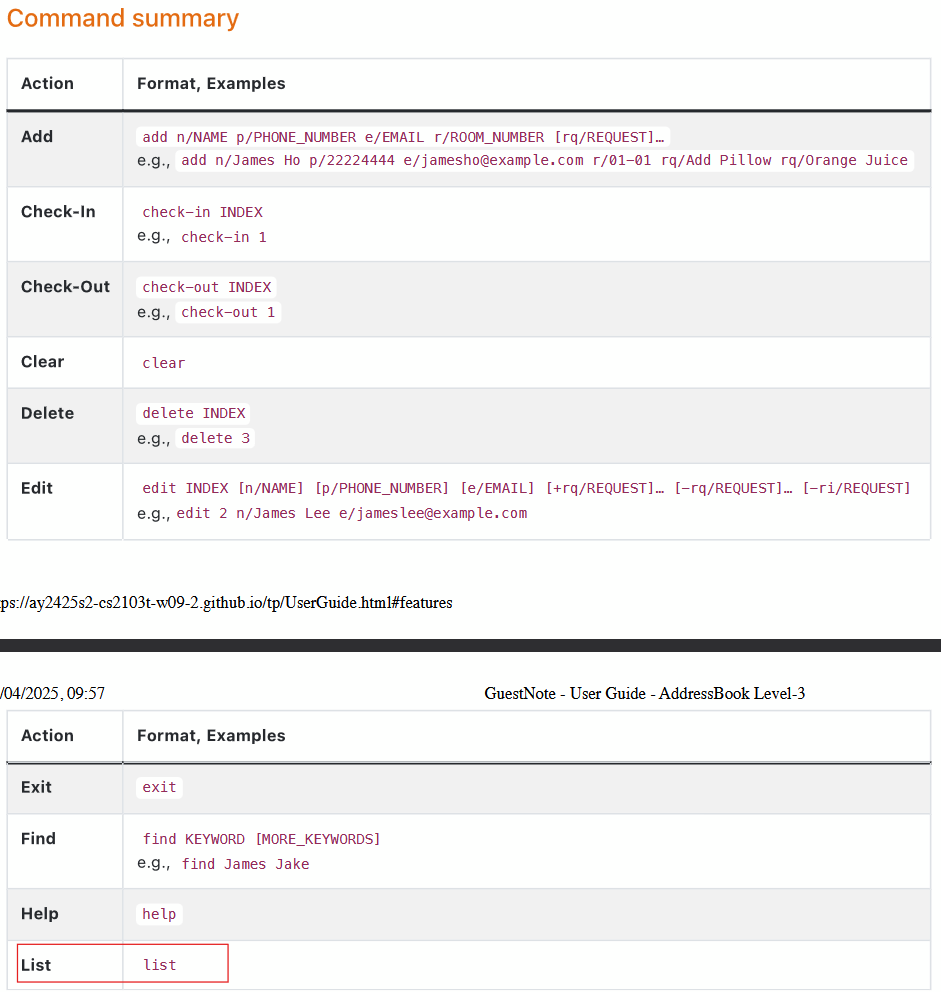 Command summary
Action Format, Examples
Add add n/NAME p/PHONE_NUMBER e/EMAIL r/ROOM_NUMBER [rq/REQUEST]…
e.g., add n/James Ho p/22224444 e/jamesho@example.com r/01-01 rq/Add Pillow rq/Orange Juice
Check-In check-in INDEX
e.g., check-in 1
Check-Out check-out INDEX
e.g., check-out 1
Clear clear
Delete delete INDEX
e.g., delete 3
Edit edit INDEX [n/NAME] [p/PHONE_NUMBER] [e/EMAIL] [+rq/REQUEST]… [-rq/REQUEST]… [-ri/REQUEST]
e.g., edit 2 n/James Lee e/jameslee@example.com
ps://ay2425s2-cs2103t-w09-2.github.io/tp/UserGuide.html#features
/04/2025, 09:57 GuestNote - User Guide - AddressBook Level-3
Action Format, Examples
Exit exit
Find find KEYWORD [MORE_KEYWORDS]
e.g., find James Jake
Help help
List list